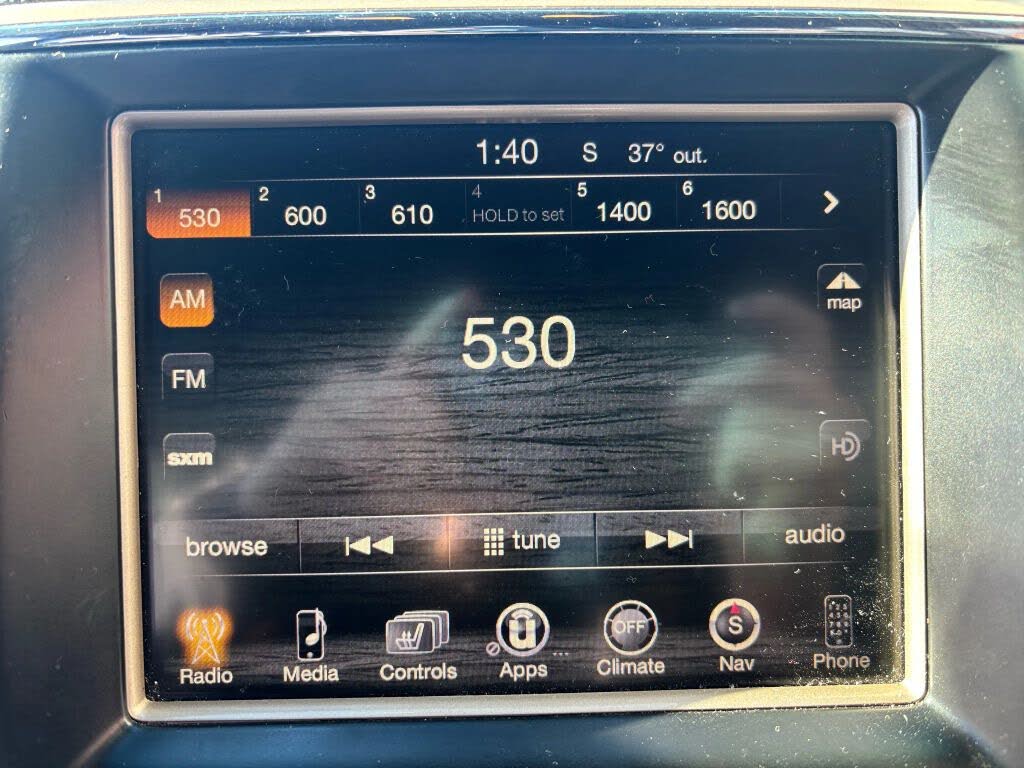 1:40 S 37° out.
1 530 2 600 3 610 4 HOLD to set 5 1400 6 1600
AM
map
530
FM
HD
sxm
browse tune audio
OFF S
Radio Media Controls Apps ... Climate Nav Phone